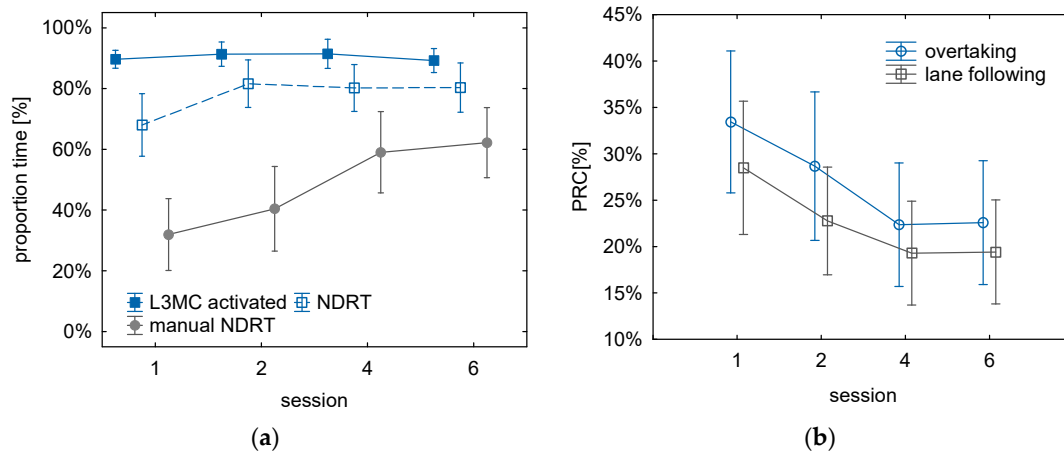 100%
80%
60%
40%
20%
0%
proportion time [%]
L3MC activated
NDRT
manual NDRT
1 2 4 6
session
(a)
45%
40%
35%
30%
25%
20%
15%
10%
PRC[%]
overtaking
lane following
1 2 4 6
session
(b)